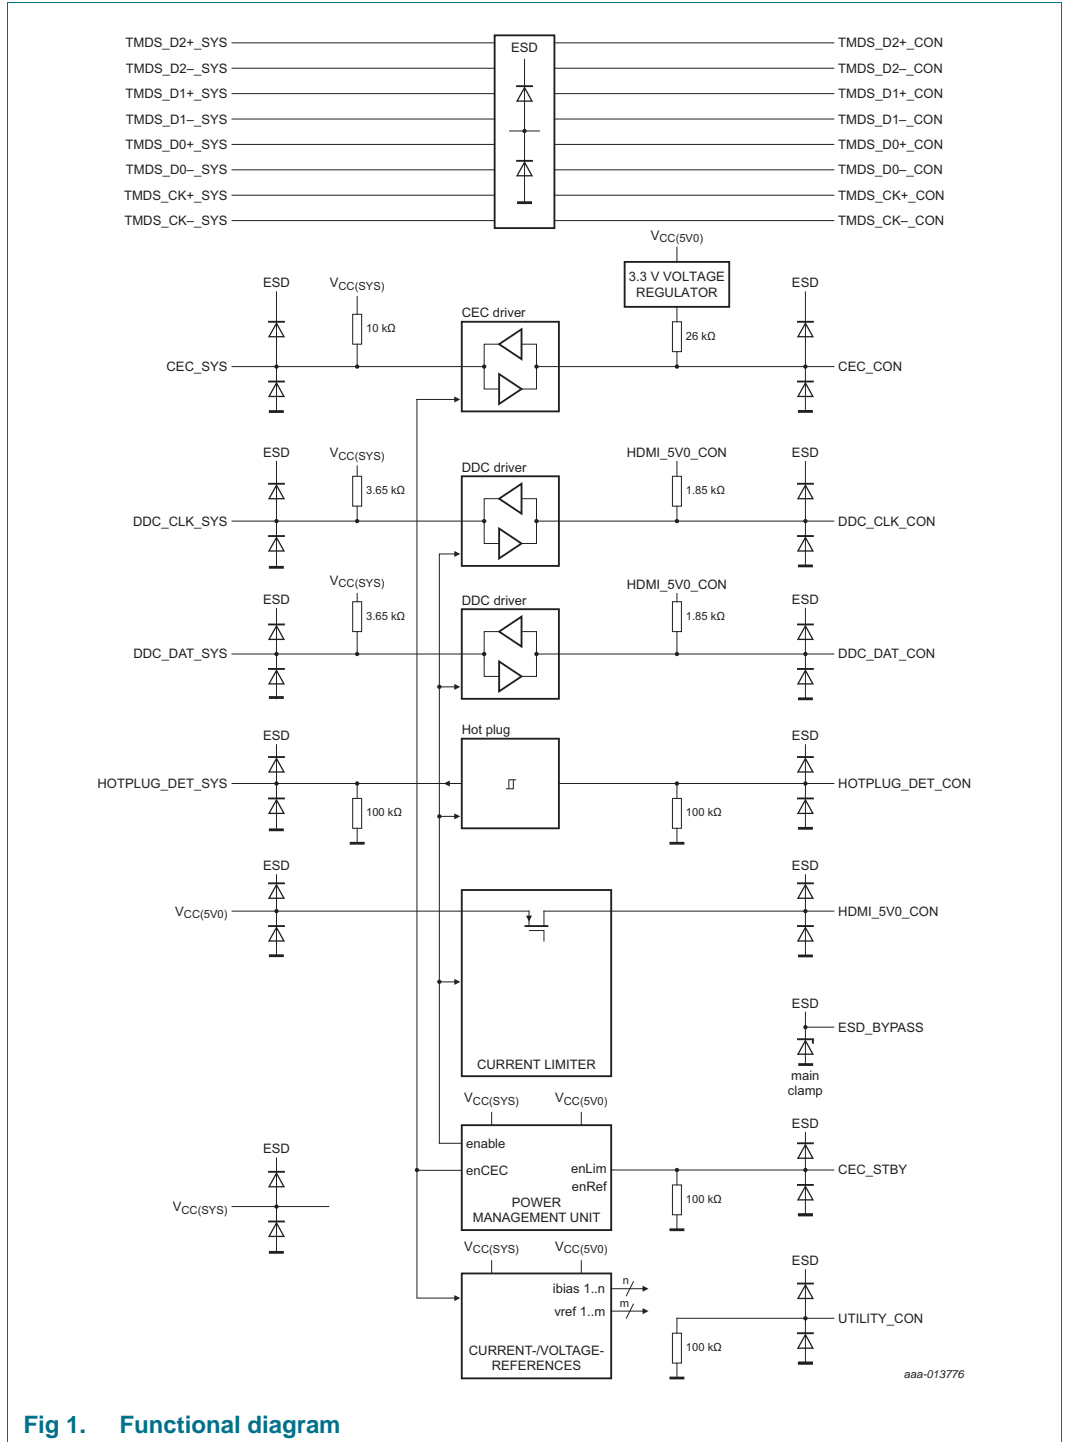 TMDS_D2+_SYS ESD TMDS_D2+_CON
TMDS_D2–_SYS TMDS_D2–_CON
TMDS_D1+_SYS TMDS_D1+_CON
TMDS_D1–_SYS TMDS_D1–_CON
TMDS_D0+_SYS TMDS_D0+_CON
TMDS_D0–_SYS TMDS_D0–_CON
TMDS_CK+_SYS TMDS_CK+_CON
TMDS_CK–_SYS TMDS_CK–_CON
VCC(5V0)
3.3 V VOLTAGE
REGULATOR
ESD VCC(SYS) ESD
CEC driver
10 kΩ 26 kΩ
CEC_SYS CEC_CON
ESD VCC(SYS) HDMI_5V0_CON ESD
DDC driver
3.65 kΩ 1.85 kΩ
DDC_CLK_SYS DDC_CLK_CON
VCC(SYS) HDMI_5V0_CON
ESD DDC driver ESD
3.65 kΩ 1.85 kΩ
DDC_DAT_SYS DDC_DAT_CON
Hot plug
ESD ESD
HOTPLUG_DET_SYS HOTPLUG_DET_CON
100 kΩ 100 kΩ
ESD ESD
VCC(5V0) HDMI_5V0_CON
ESD
ESD_BYPASS
CURRENT LIMITER
main
clamp
VCC(SYS) VCC(5V0)
ESD
enable
ESD
enCEC enLim CEC_STBY
enRef
100 kΩ
POWER
MANAGEMENT UNIT
VCC(SYS)
VCC(SYS) VCC(5V0)
ESD
ibias 1..n n
vref 1..m m
UTILITY_CON
100 kΩ
CURRENT-/VOLTAGE-
REFERENCES
aaa-013776
Fig 1. Functional diagram